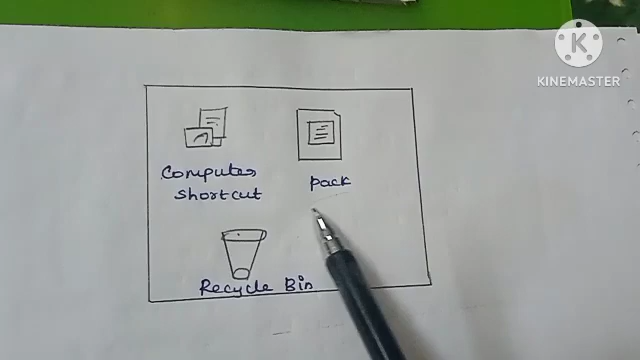 K
KINEMASTER
Computer
shortcut
pack
Recycle Bin